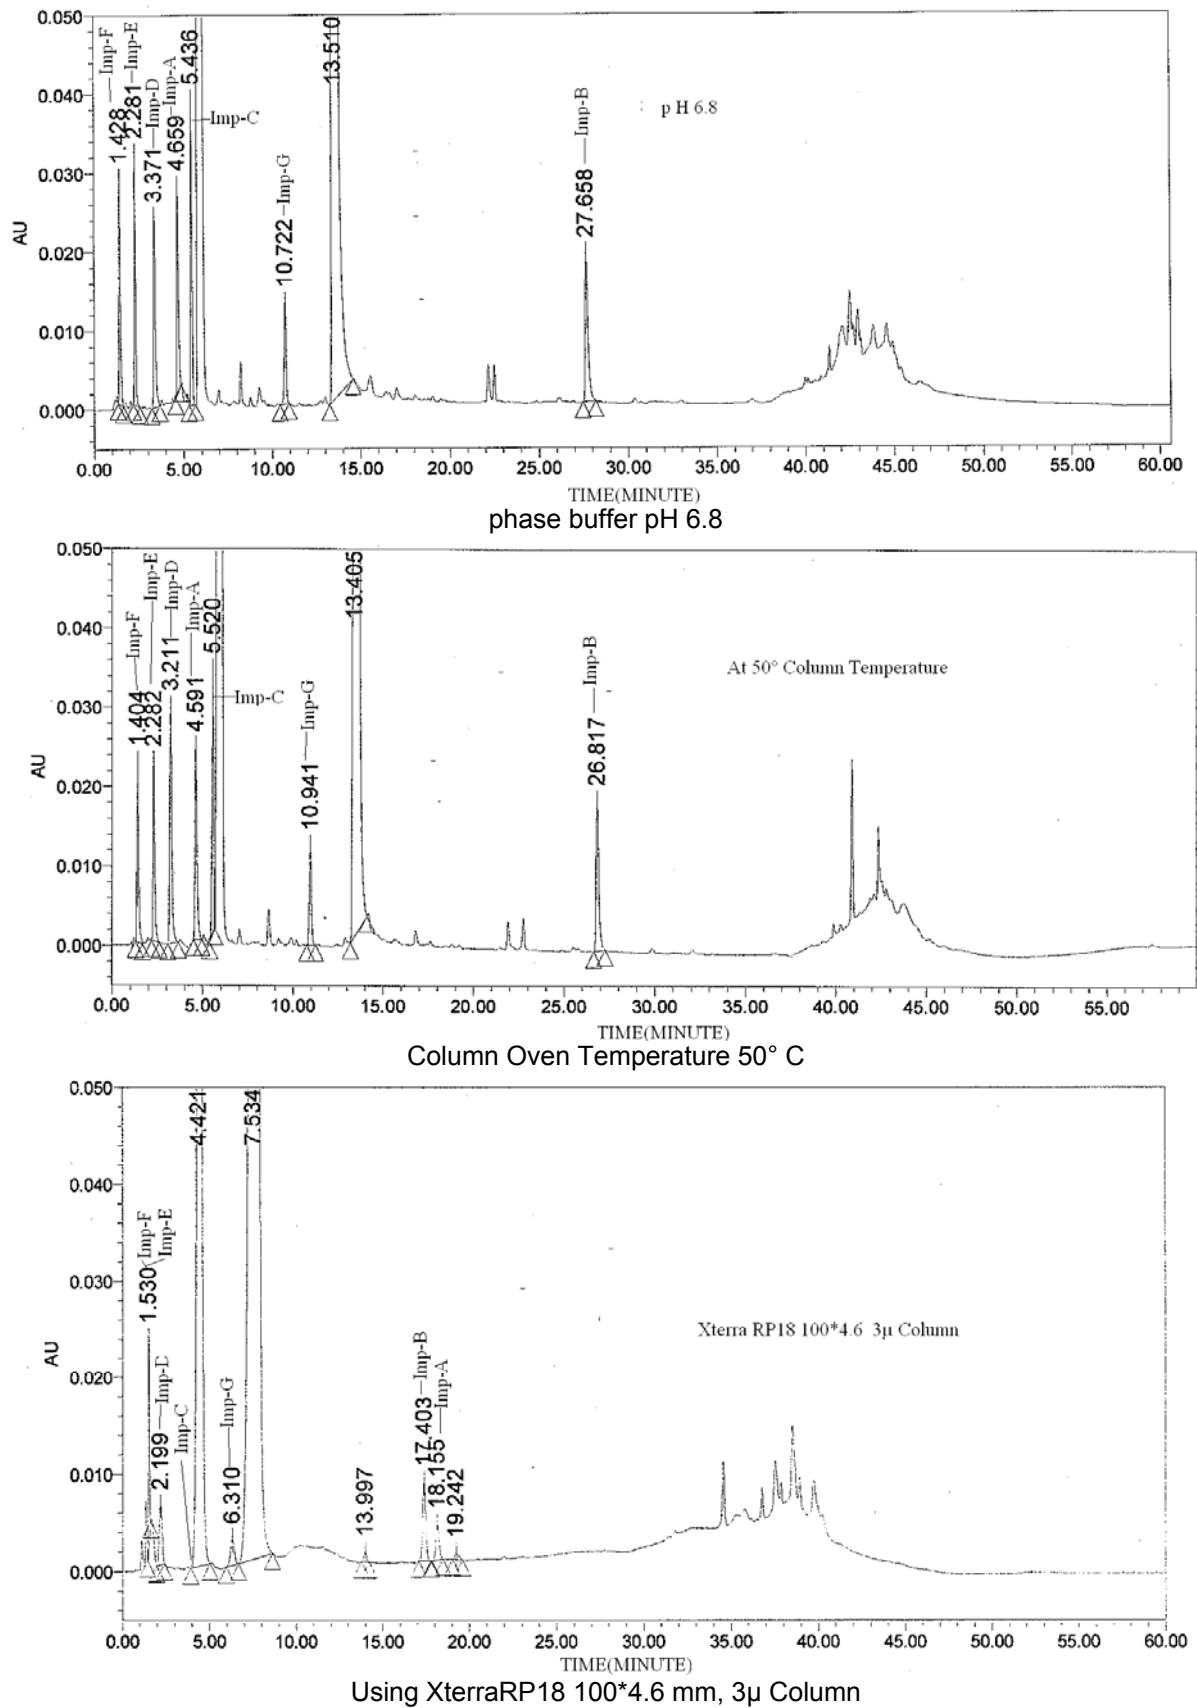 0.050
0.040
0.030
0.020
0.010
0.000
AU
1.428 Imp-F
2.281 Imp-E
3.371 Imp-D
4.659 Imp-A
5.436
Imp-C
10.722 Imp-G
13.510
27.658 Imp-B
: p H 6.8
0.00 5.00 10.00 15.00 20.00 25.00 30.00 35.00 40.00 45.00 50.00 55.00 60.00
TIME(MINUTE)
phase buffer pH 6.8
0.050
0.040
0.030
0.020
0.010
0.000
AU
1.404 Imp-F
2.282 Imp-E
3.211 Imp-D
4.591 Imp-A
5.520
Imp-C
10.941 Imp-G
13.405
26.817 Imp-B
At 50° Column Temperature
0.00 5.00 10.00 15.00 20.00 25.00 30.00 35.00 40.00 45.00 50.00 55.00
TIME(MINUTE)
Column Oven Temperature 50° C
0.050
0.040
0.030
0.020
0.010
0.000
AU
1.530 Imp-F
Imp-E
2.199 Imp-D
Imp-C
4.421
6.310 Imp-G
7.534
13.997
17.403 Imp-B
18.155 Imp-A
19.242
Xterra RP18 100*4.6 3µ Column
0.00 5.00 10.00 15.00 20.00 25.00 30.00 35.00 40.00 45.00 50.00 55.00 60.00
TIME(MINUTE)
Using XterraRP18 100*4.6 mm, 3µ Column